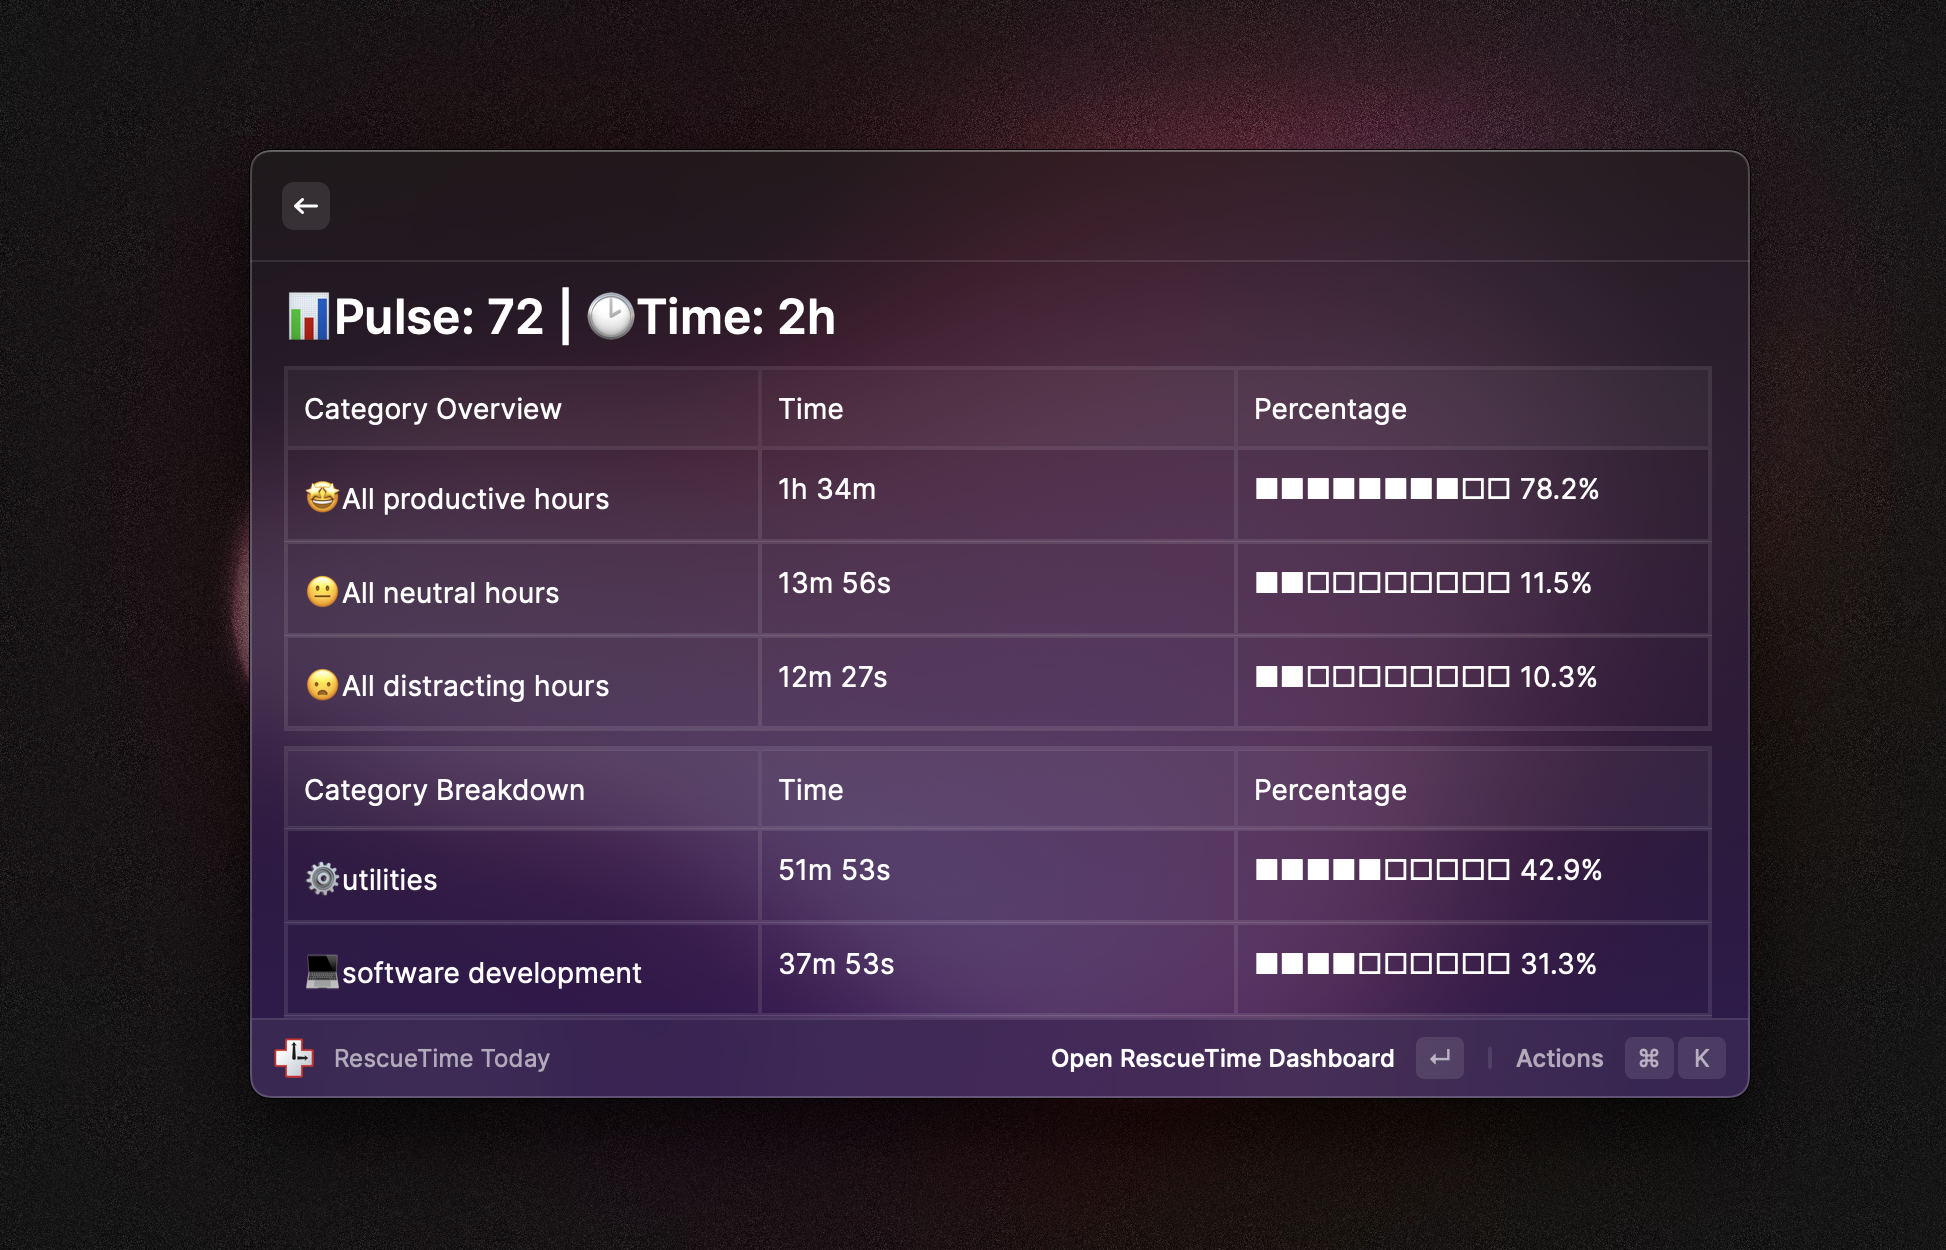 📊Pulse: 72 | 🕑Time: 2h
Category Overview Time Percentage
🤩All productive hours 1h 34m ■■■■■■■■□□ 78.2%
😐All neutral hours 13m 56s ■■□□□□□□□□ 11.5%
😦All distracting hours 12m 27s ■■□□□□□□□□ 10.3%
Category Breakdown Time Percentage
⚙️utilities 51m 53s ■■■■■□□□□□ 42.9%
💻software development 37m 53s ■■■■□□□□□□ 31.3%
RescueTime Today Open RescueTime Dashboard ↵ Actions ⌘ K